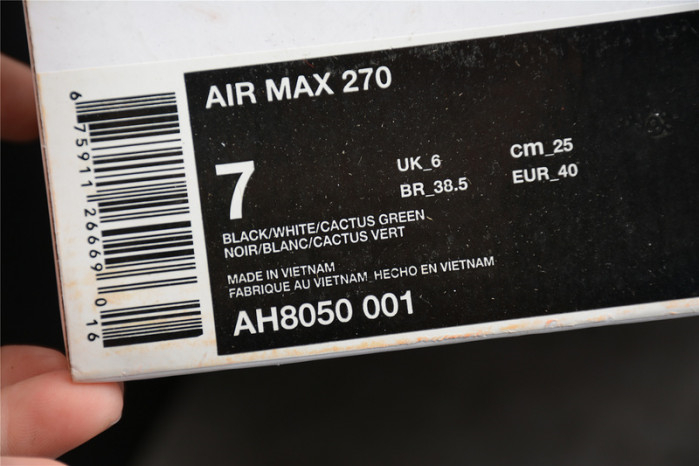 AIR MAX 270
7
UK_6
cm_25
BR_38.5
EUR_40
BLACK/WHITE/CACTUS GREEN
NOIR/BLANC/CACTUS VERT
MADE IN VIETNAM
FABRIQUE AU VIETNAM HECHO EN VIETNAM
AH8050 001
6 75911 26669 0 16